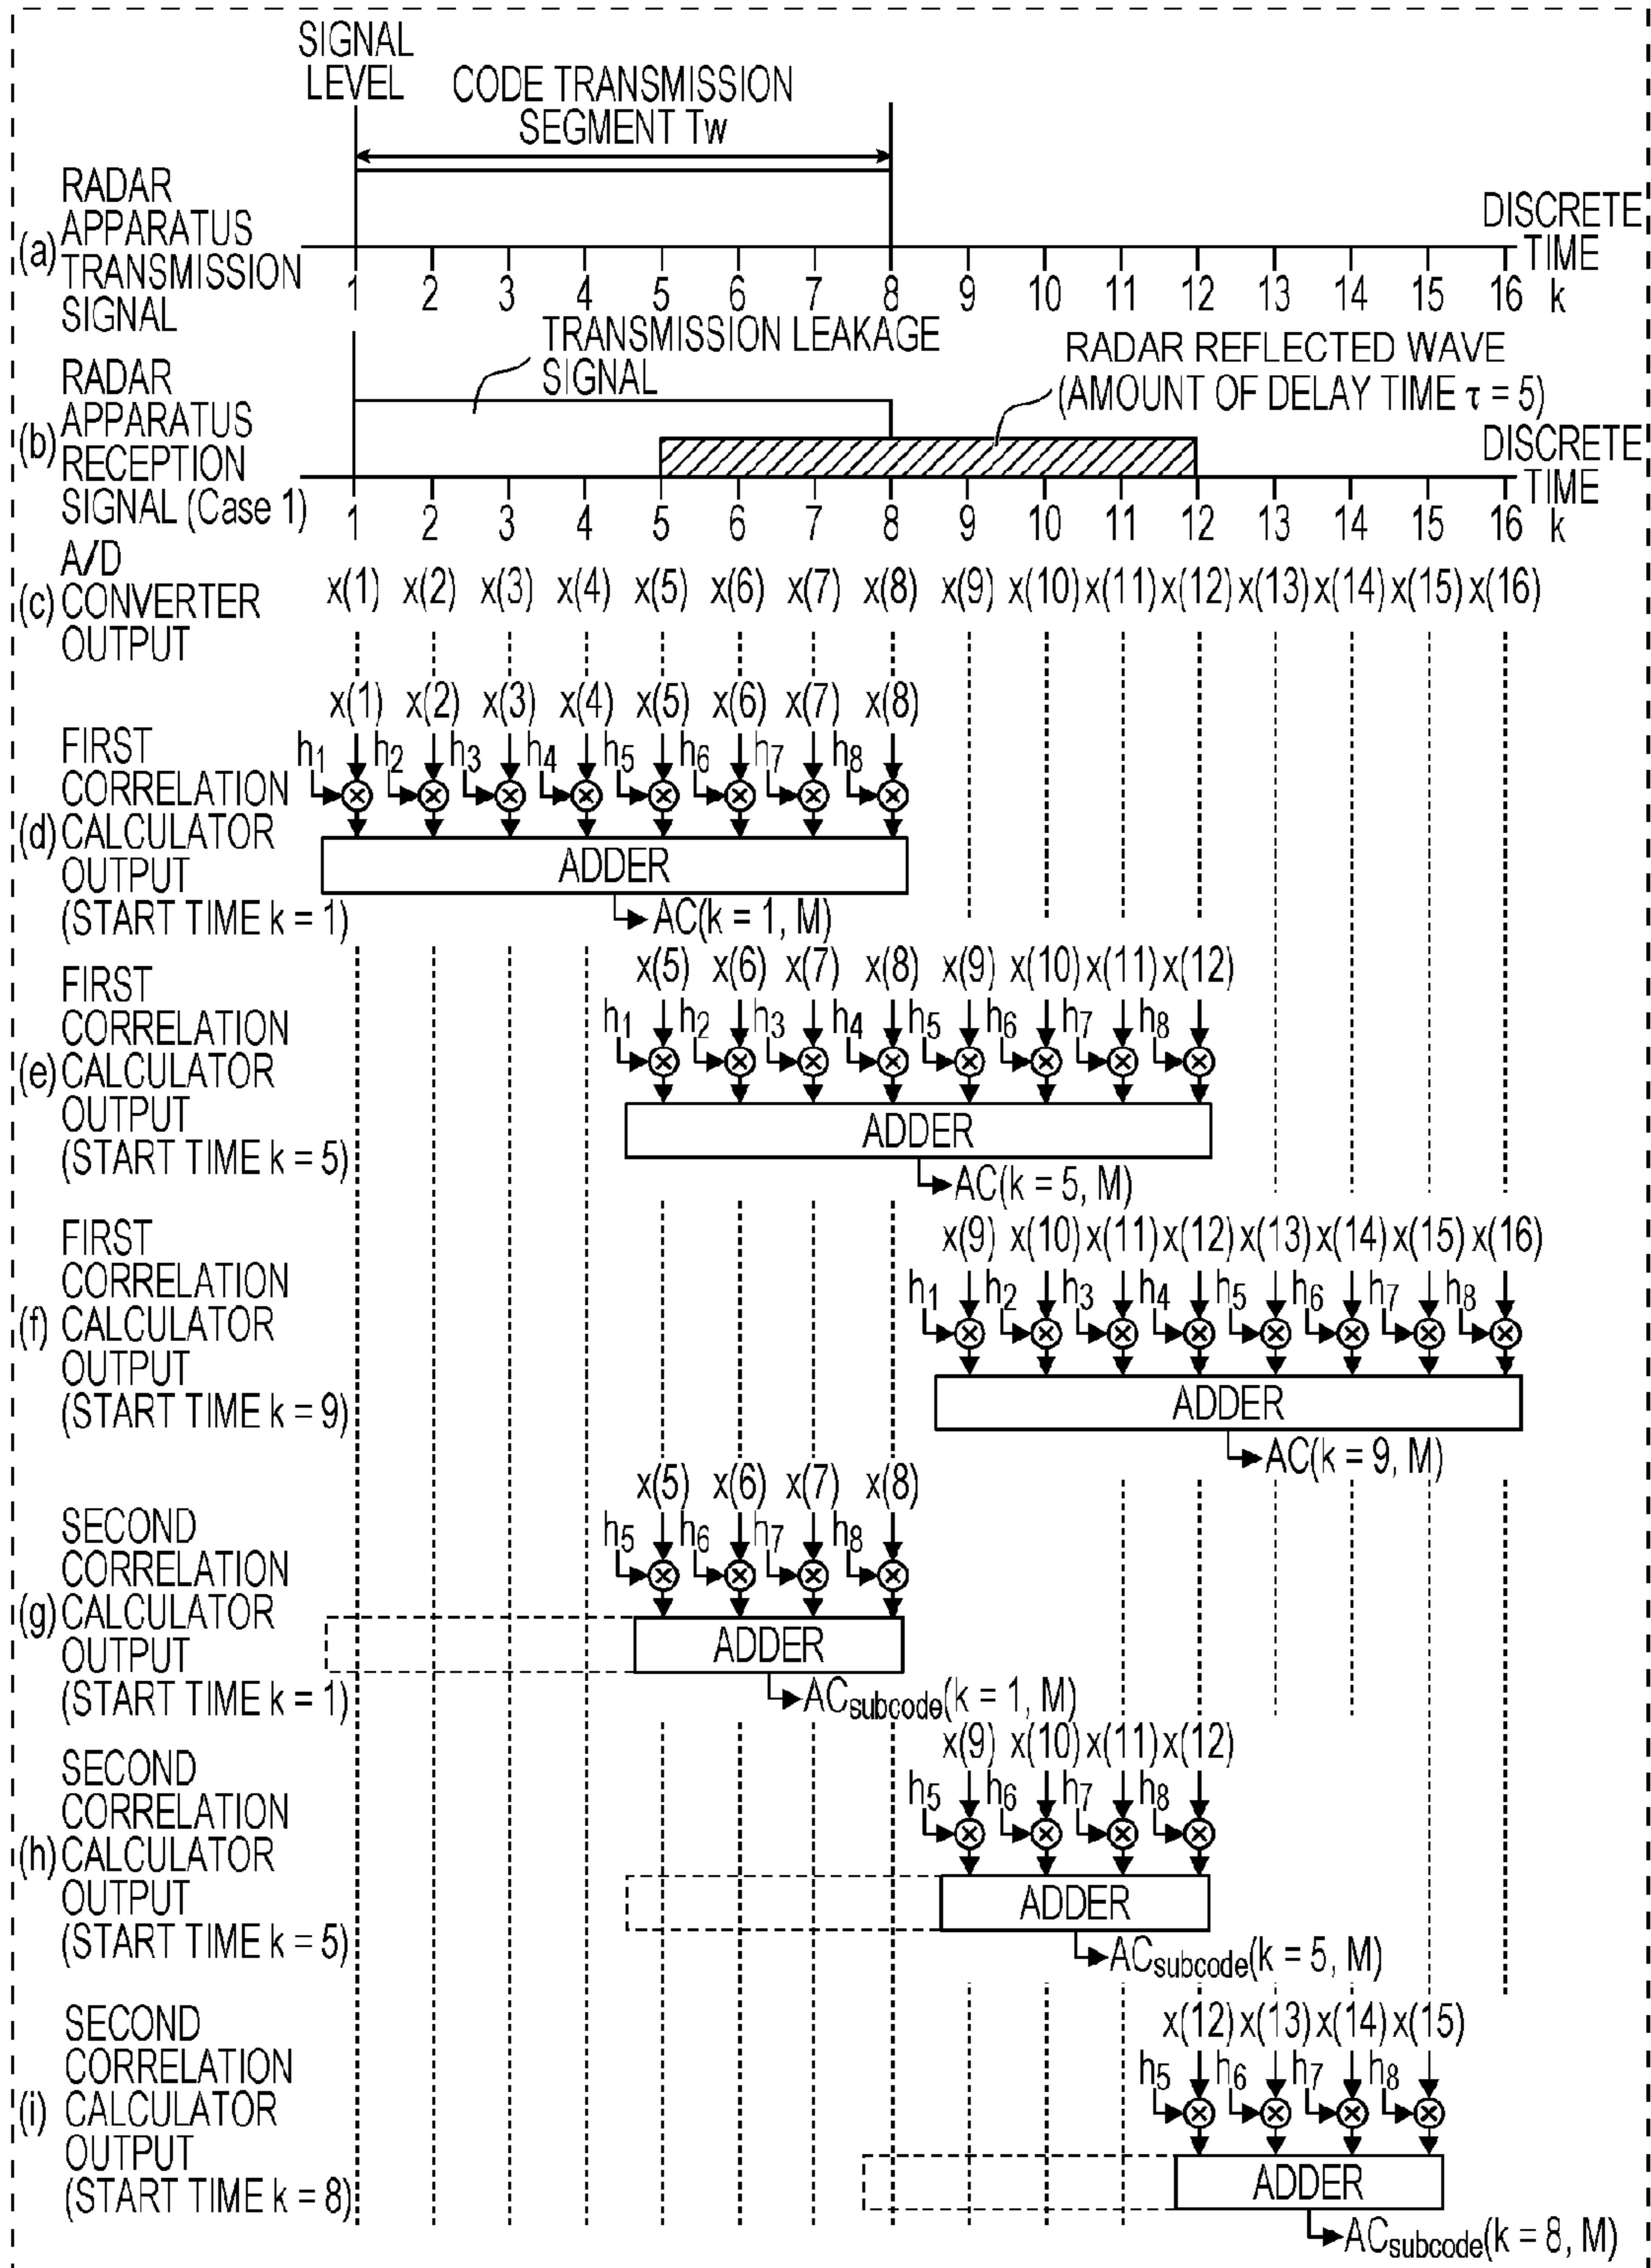 SIGNAL
LEVEL
CODE TRANSMISSION
SEGMENT Tw
(a) RADAR
APPARATUS
TRANSMISSION
SIGNAL
1 2 3 4 5 6 7 8 9 10 11 12 13 14 15 16
DISCRETE
TIME
k
(b) RADAR
APPARATUS
RECEPTION
SIGNAL (Case 1)
TRANSMISSION LEAKAGE
SIGNAL
RADAR REFLECTED WAVE
(AMOUNT OF DELAY TIME τ = 5)
1 2 3 4 5 6 7 8 9 10 11 12 13 14 15 16
DISCRETE
TIME
k
(c) A/D
CONVERTER
OUTPUT
x(1) x(2) x(3) x(4) x(5) x(6) x(7) x(8) x(9) x(10) x(11) x(12) x(13) x(14) x(15) x(16)
(d) FIRST
CORRELATION
CALCULATOR
OUTPUT
(START TIME k = 1)
x(1) x(2) x(3) x(4) x(5) x(6) x(7) x(8)
h1 h2 h3 h4 h5 h6 h7 h8
ADDER
AC(k = 1, M)
(e) FIRST
CORRELATION
CALCULATOR
OUTPUT
(START TIME k = 5)
x(5) x(6) x(7) x(8) x(9) x(10) x(11) x(12)
h1 h2 h3 h4 h5 h6 h7 h8
ADDER
AC(k = 5, M)
(f) FIRST
CORRELATION
CALCULATOR
OUTPUT
(START TIME k = 9)
x(9) x(10) x(11) x(12) x(13) x(14) x(15) x(16)
h1 h2 h3 h4 h5 h6 h7 h8
ADDER
AC(k = 9, M)
(g) SECOND
CORRELATION
CALCULATOR
OUTPUT
(START TIME k = 1)
x(5) x(6) x(7) x(8)
h5 h6 h7 h8
ADDER
ACsubcode(k = 1, M)
(h) SECOND
CORRELATION
CALCULATOR
OUTPUT
(START TIME k = 5)
x(9) x(10) x(11) x(12)
h5 h6 h7 h8
ADDER
ACsubcode(k = 5, M)
(i) SECOND
CORRELATION
CALCULATOR
OUTPUT
(START TIME k = 8)
x(12) x(13) x(14) x(15)
h5 h6 h7 h8
ADDER
ACsubcode(k = 8, M)